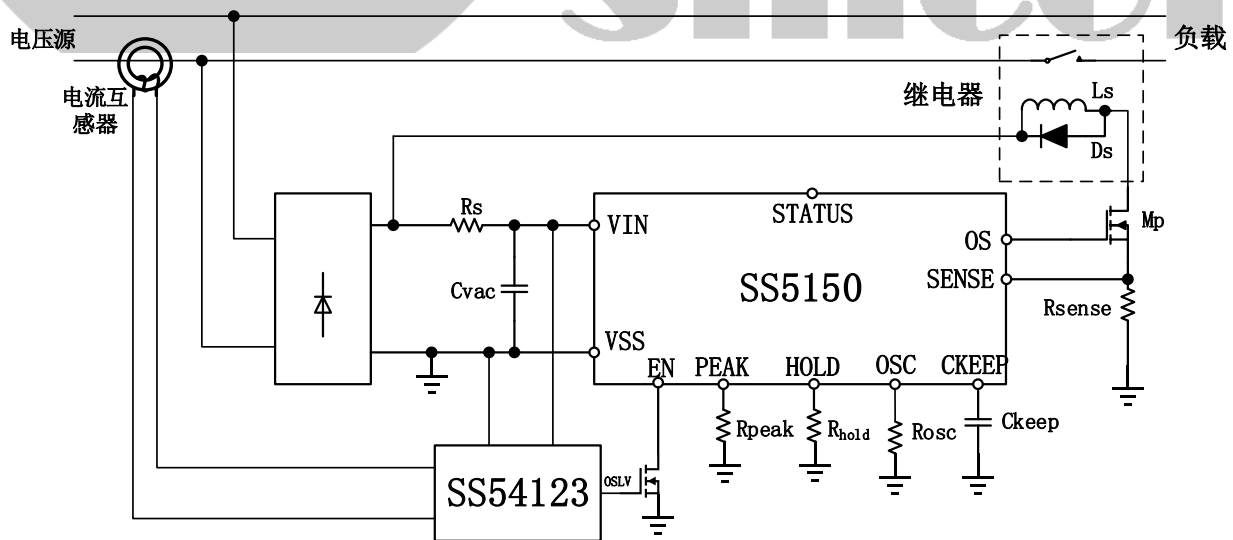 电压源
负载
电流互
感器
继电器
Ls
Ds
Rs
VIN
STATUS
OS
Mp
Cvac
SS5150
SENSE
Rsense
VSS
EN
PEAK
HOLD
OSC
CKEEP
Rpeak
Rhold
Rosc
Ckeep
SS54123
OSLV